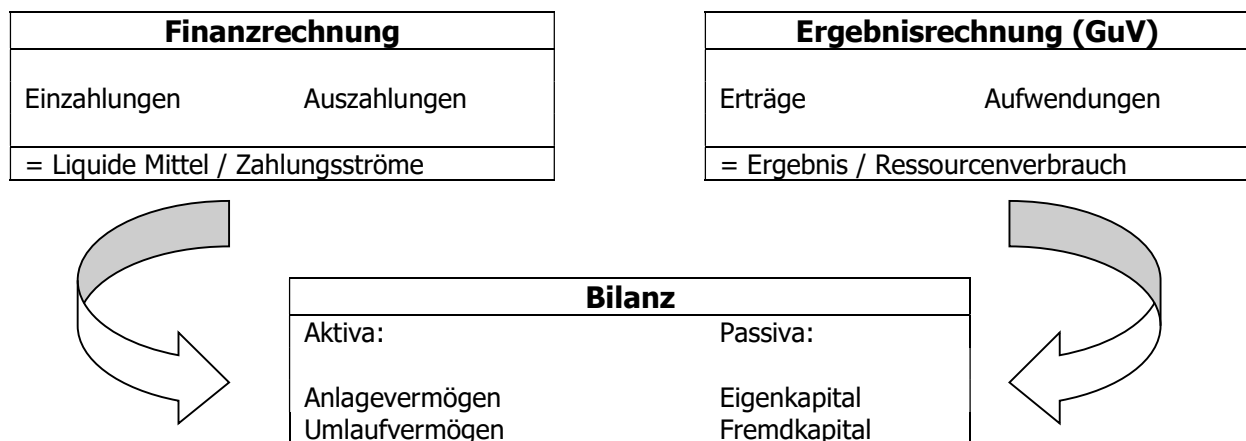 Finanzrechnung
Einzahlungen Auszahlungen
= Liquide Mittel / Zahlungsströme
Ergebnisrechnung (GuV)
Erträge Aufwendungen
= Ergebnis / Ressourcenverbrauch
Bilanz
Aktiva: Passiva:
Anlagevermögen Eigenkapital
Umlaufvermögen Fremdkapital